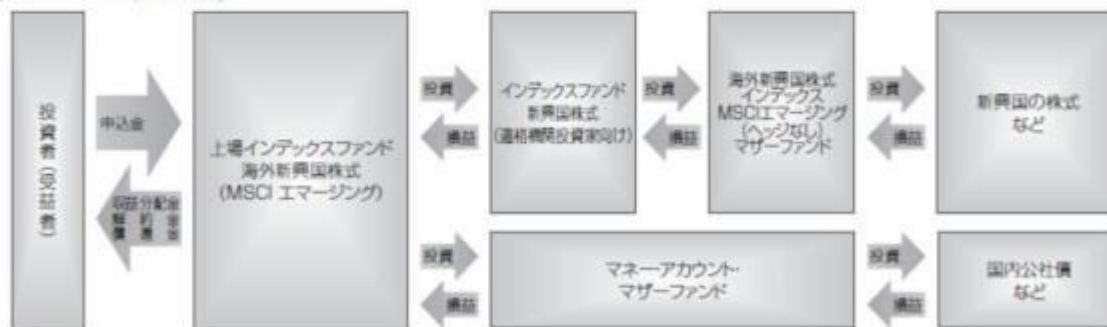 投資者(受益者)
申込金
収益分配金
解約金
償還金
上場インデックスファンド
海外新興国株式
(MSCI エマージング)
投資
損益
インデックスファンド
新興国株式
(適格機関投資家向け)
投資
損益
海外新興国株式
インデックス
MSCIエマージング
(ヘッジなし)
マザーファンド
投資
損益
新興国の株式
など
投資
損益
マネー・アカウント・
マザーファンド
投資
損益
国内公社債
など